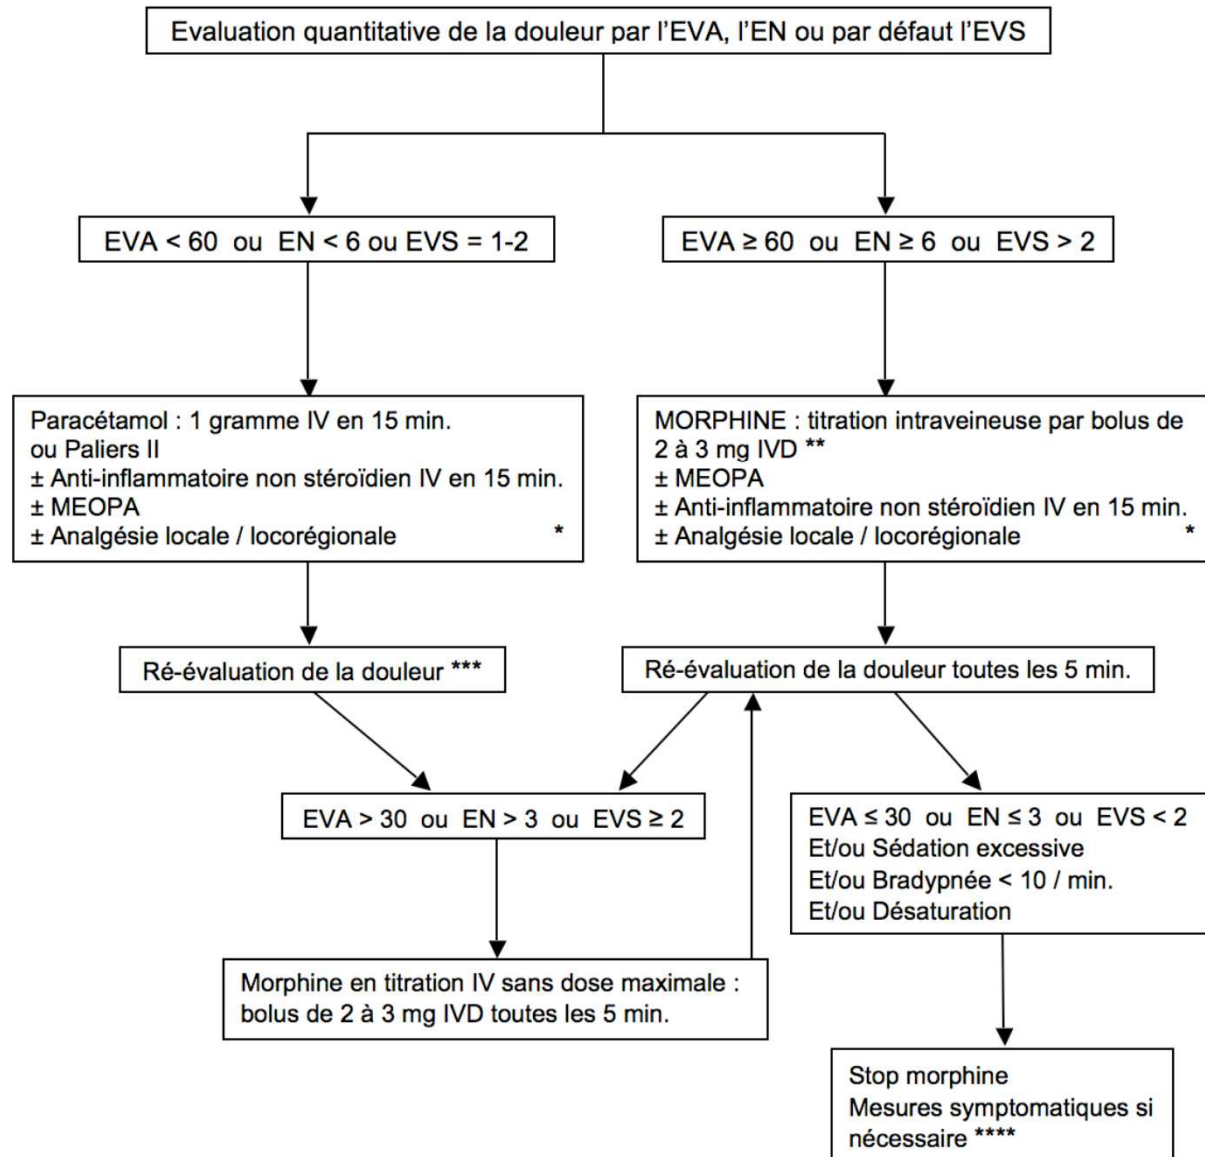 Evaluation quantitative de la douleur par l'EVA, l'EN ou par défaut l'EVS
EVA < 60 ou EN < 6 ou EVS = 1-2
EVA ≥ 60 ou EN ≥ 6 ou EVS > 2
Paracétamol : 1 gramme IV en 15 min.
ou Paliers II
± Anti-inflammatoire non stéroïdien IV en 15 min.
± MEOPA
± Analgésie locale / locorégionale *
MORPHINE : titration intraveineuse par bolus de
2 à 3 mg IVD **
± MEOPA
± Anti-inflammatoire non stéroïdien IV en 15 min.
± Analgésie locale / locorégionale *
Ré-évaluation de la douleur ***
Ré-évaluation de la douleur toutes les 5 min.
EVA > 30 ou EN > 3 ou EVS ≥ 2
EVA ≤ 30 ou EN ≤ 3 ou EVS < 2
Et/ou Sédation excessive
Et/ou Bradypnée < 10 / min.
Et/ou Désaturation
Morphine en titration IV sans dose maximale :
bolus de 2 à 3 mg IVD toutes les 5 min.
Stop morphine
Mesures symptomatiques si
nécessaire ****